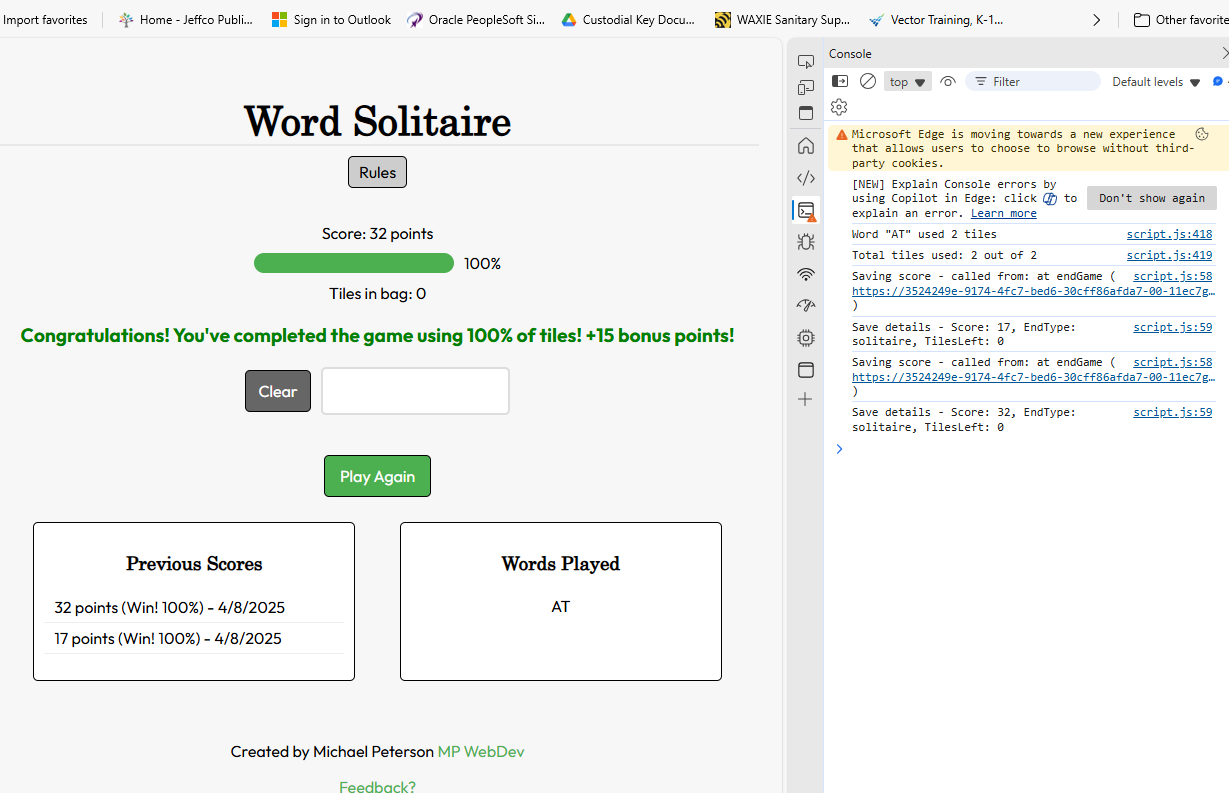 Import favorites
Home - Jeffco Publi...
Sign in to Outlook
Oracle PeopleSoft Si...
Custodial Key Docu...
WAXIE Sanitary Sup...
Vector Training, K-1...
Other favorite
Word Solitaire
Rules
Score: 32 points
100%
Tiles in bag: 0
Congratulations! You've completed the game using 100% of tiles! +15 bonus points!
Clear
Play Again
Previous Scores
32 points (Win! 100%) - 4/8/2025
17 points (Win! 100%) - 4/8/2025
Words Played
AT
Created by Michael Peterson MP WebDev
Feedback?
Console
top
Filter
Default levels
Microsoft Edge is moving towards a new experience
that allows users to choose to browse without third-
party cookies.
[NEW] Explain Console errors by
using Copilot in Edge: click to
explain an error. Learn more
Don't show again
Word "AT" used 2 tiles script.js:418
Total tiles used: 2 out of 2 script.js:419
Saving score - called from: at endGame ( script.js:58
https://3524249e-9174-4fc7-bed6-30cff86afda7-00-11ec7g…
)
Save details - Score: 17, EndType: script.js:59
solitaire, TilesLeft: 0
Saving score - called from: at endGame ( script.js:58
https://3524249e-9174-4fc7-bed6-30cff86afda7-00-11ec7g…
)
Save details - Score: 32, EndType: script.js:59
solitaire, TilesLeft: 0